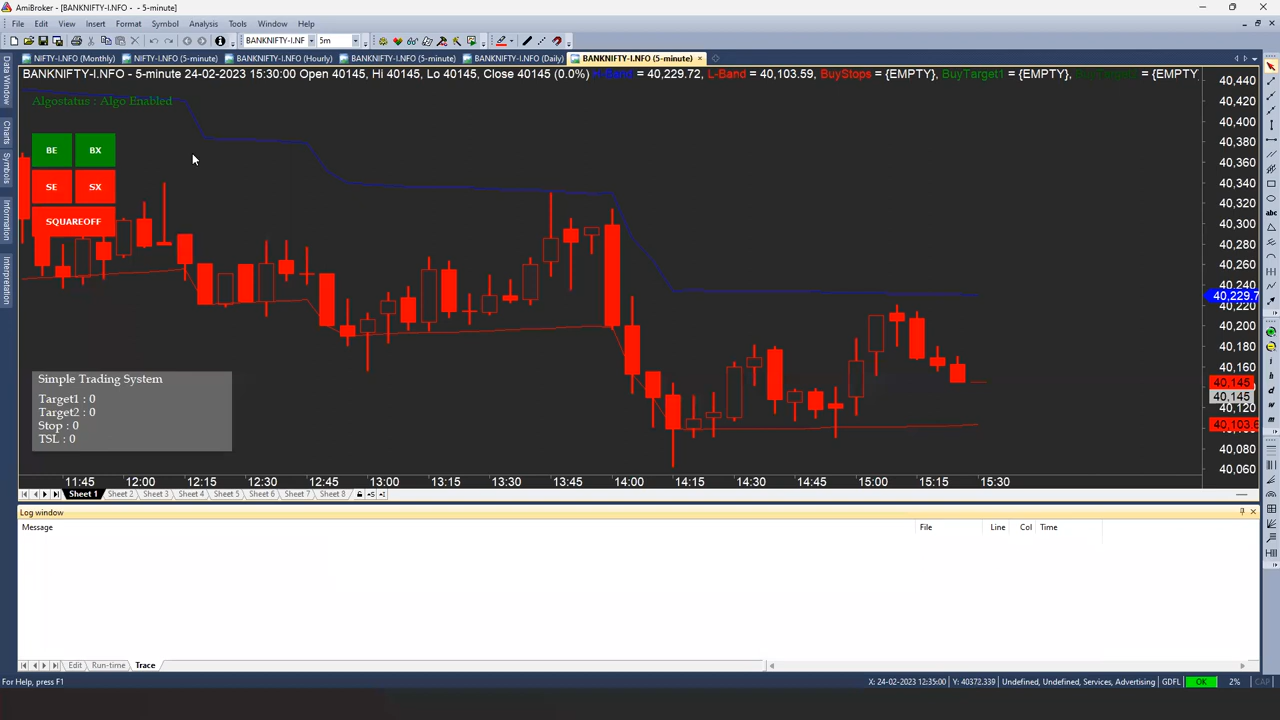 AmiBroker - [BANKNIFTY-I.NFO - 5-minute]
File Edit View Insert Format Symbol Analysis Tools Window Help
BANKNIFTY-I.NF 5m
NIFTY-I.NFO (Monthly) NIFTY-I.NFO (5-minute) BANKNIFTY-I.NFO (Hourly) BANKNIFTY-I.NFO (5-minute) BANKNIFTY-I.NFO (Daily) BANKNIFTY-I.NFO (5-minute)
BANKNIFTY-I.NFO - 5-minute 24-02-2023 15:30:00 Open 40145, Hi 40145, Lo 40145, Close 40145 (0.0%) H-Band = 40,229.72, L-Band = 40,103.59, BuyStops = {EMPTY}, BuyTarget1 = {EMPTY}, = {EMPTY
Algostatus : Algo Enabled
BE BX
SE SX
SQUAREOFF
Simple Trading System
Target1 : 0
Target2 : 0
Stop : 0
TSL : 0
40,440
40,420
40,400
40,380
40,360
40,340
40,320
40,300
40,280
40,260
40,240
40,229.7
40,220
40,200
40,180
40,160
40,145
40,145
40,120
40,103.6
40,080
40,060
11:45 12:00 12:15 12:30 12:45 13:00 13:15 13:30 13:45 14:00 14:15 14:30 14:45 15:00 15:15 15:30
Sheet 1 Sheet 2 Sheet 3 Sheet 4 Sheet 5 Sheet 6 Sheet 7 Sheet 8
Log window
Message File Line Col Time
Edit Run-time Trace
For Help, press F1 X: 24-02-2023 12:35:00 Y: 40372.339 Undefined, Undefined, Services, Advertising GDFL OK 2% CAP
Data Window
Charts
Symbols
Information
Interpretation
abc